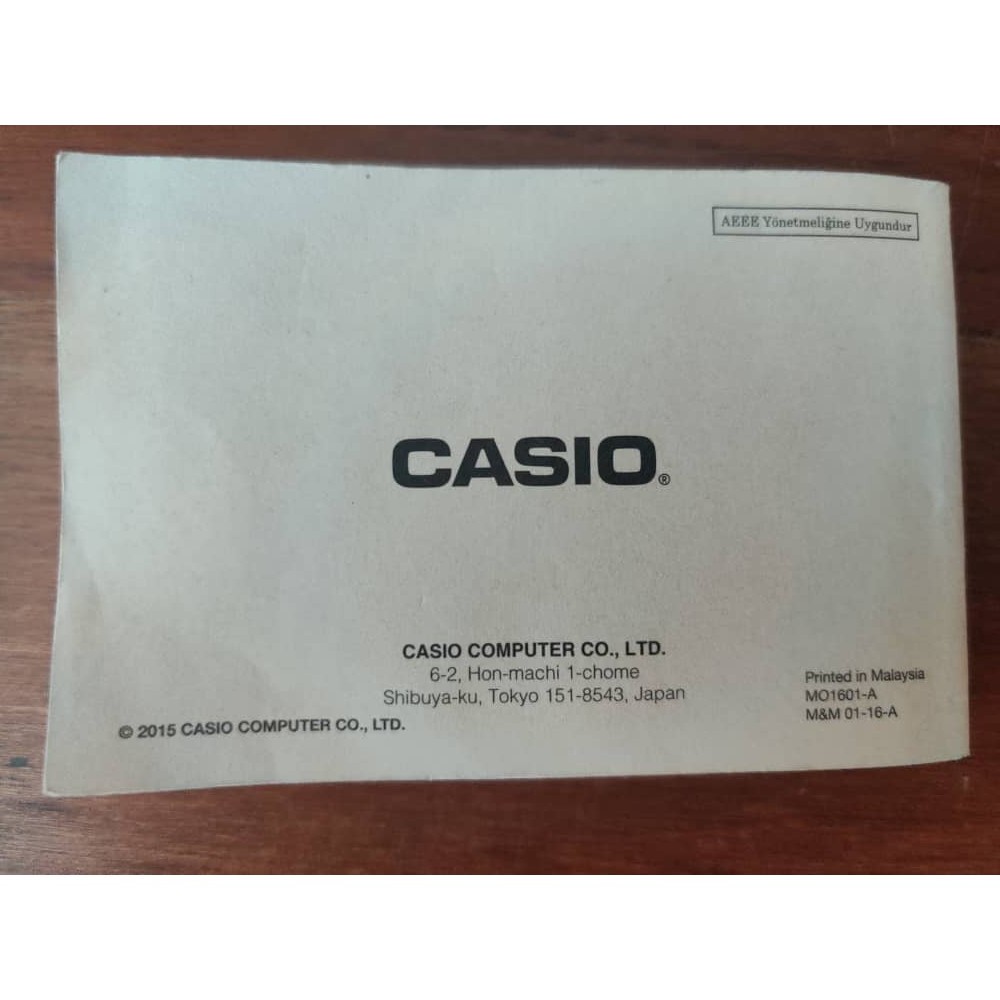 AEEE Yönetmeliğine Uygundur
CASIO®
CASIO COMPUTER CO., LTD.
6-2, Hon-machi 1-chome
Shibuya-ku, Tokyo 151-8543, Japan
Printed in Malaysia
MO1601-A
M&M 01-16-A
© 2015 CASIO COMPUTER CO., LTD.